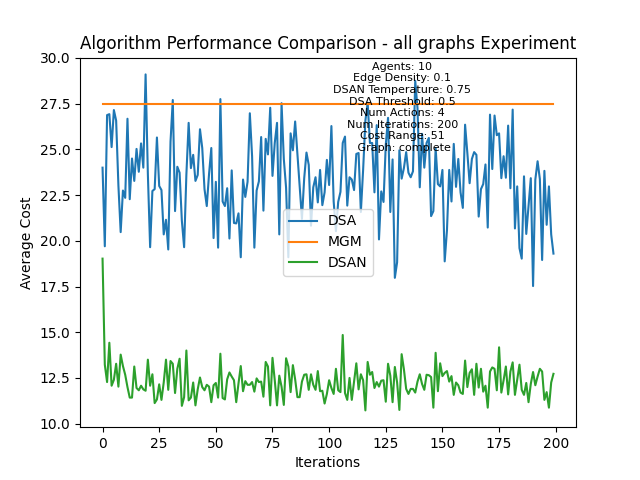 Algorithm Performance Comparison - all graphs Experiment
30.0
27.5
25.0
22.5
20.0
17.5
15.0
12.5
10.0
Average Cost
Agents: 10
Edge Density: 0.1
DSAN Temperature: 0.75
DSA Threshold: 0.5
Num Actions: 4
Num Iterations: 200
Cost Range: 51
Graph: complete
DSA
MGM
DSAN
0
25
50
75
100
125
150
175
200
Iterations